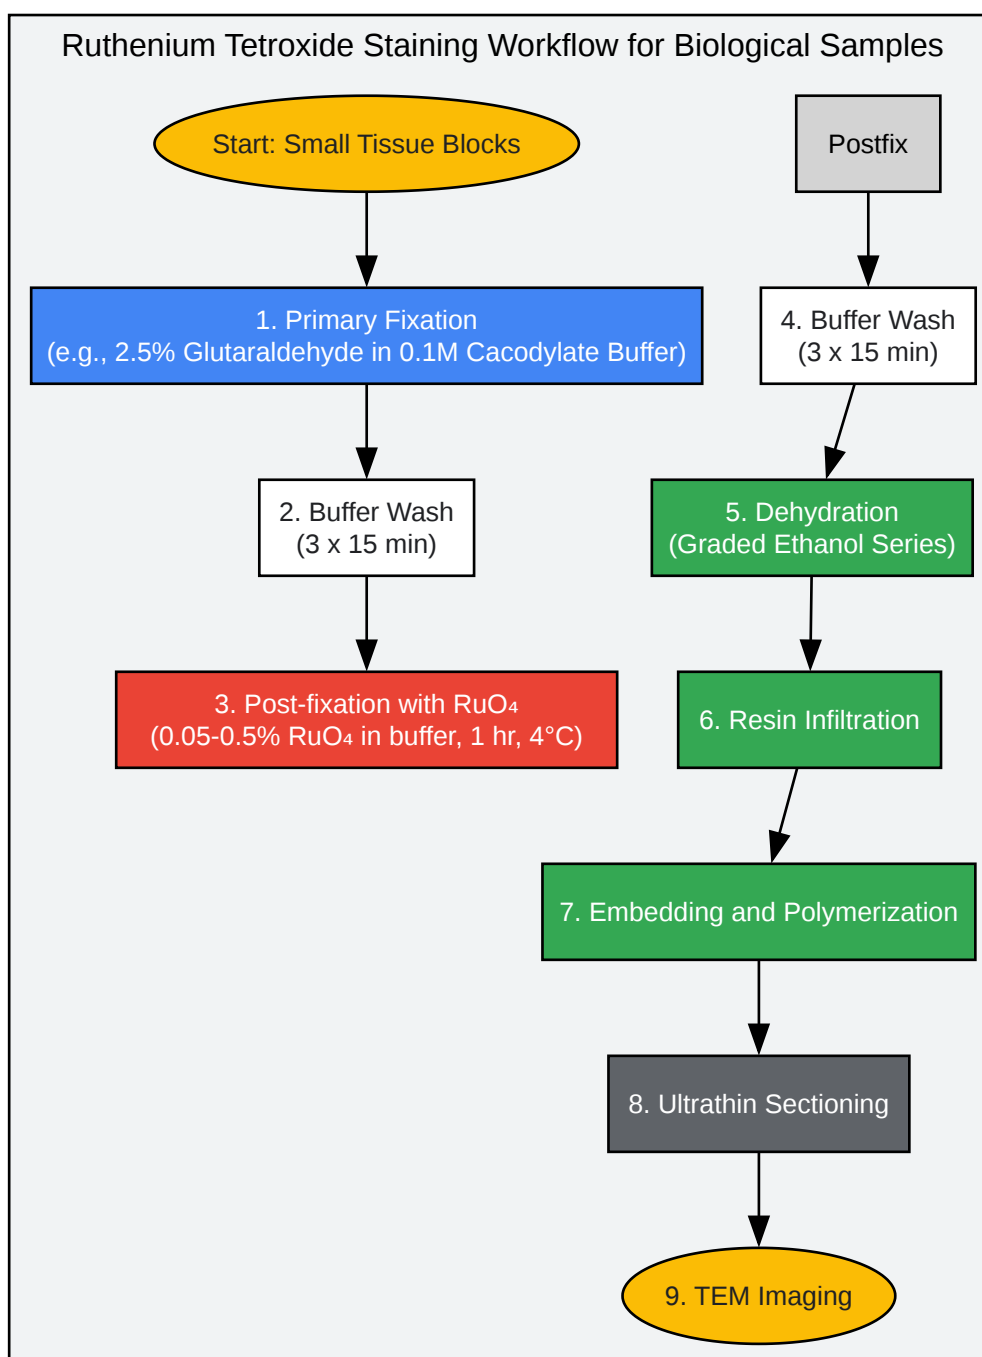 Ruthenium Tetroxide Staining Workflow for Biological Samples
Start: Small Tissue Blocks
1. Primary Fixation
(e.g., 2.5% Glutaraldehyde in 0.1M Cacodylate Buffer)
2. Buffer Wash
(3 x 15 min)
3. Post-fixation with RuO₄
(0.05-0.5% RuO₄ in buffer, 1 hr, 4°C)
Postfix
4. Buffer Wash
(3 x 15 min)
5. Dehydration
(Graded Ethanol Series)
6. Resin Infiltration
7. Embedding and Polymerization
8. Ultrathin Sectioning
9. TEM Imaging